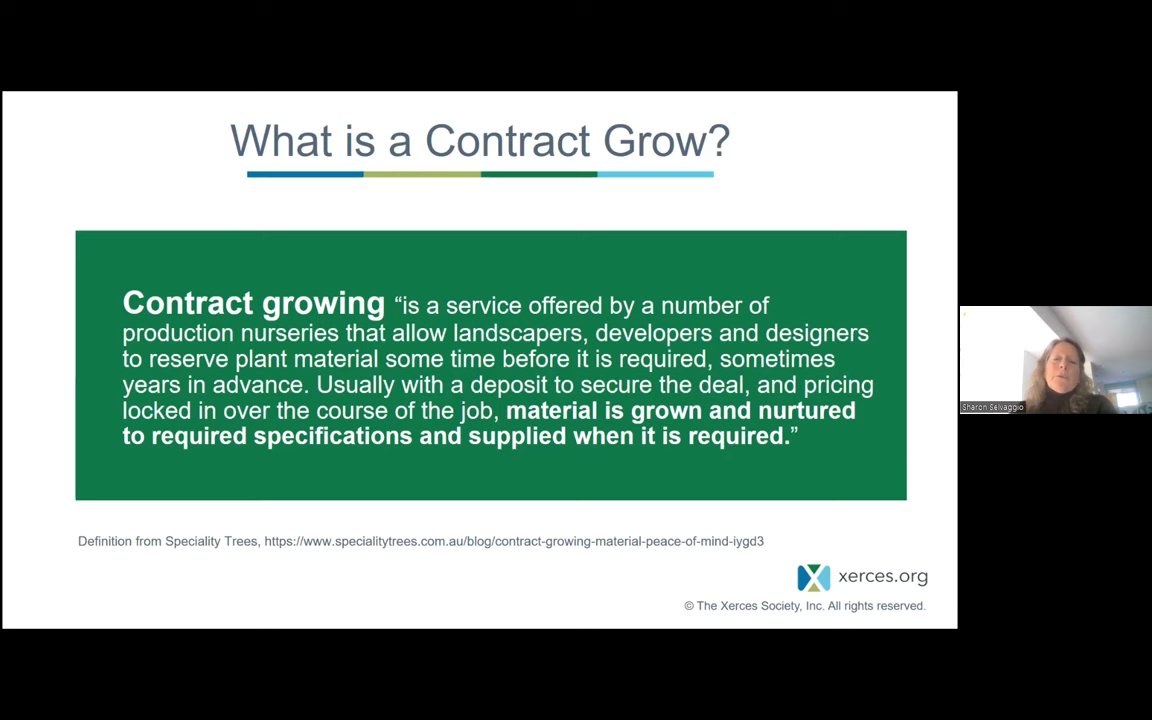 What is a Contract Grow?
Contract growing “is a service offered by a number of
production nurseries that allow landscapers, developers and designers
to reserve plant material some time before it is required, sometimes
years in advance. Usually with a deposit to secure the deal, and pricing
locked in over the course of the job, material is grown and nurtured
to required specifications and supplied when it is required.”
Definition from Speciality Trees, https://www.specialitytrees.com.au/blog/contract-growing-material-peace-of-mind-iygd3
xerces.org
© The Xerces Society, Inc. All rights reserved.
Sharon Selvaggio